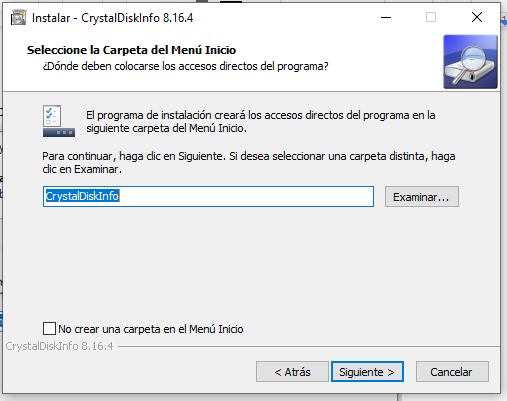 Instalar - CrystalDiskInfo 8.16.4
Seleccione la Carpeta del Menú Inicio
¿Dónde deben colocarse los accesos directos del programa?
El programa de instalación creará los accesos directos del programa en la
siguiente carpeta del Menú Inicio.
Para continuar, haga clic en Siguiente. Si desea seleccionar una carpeta distinta, haga
clic en Examinar.
CrystalDiskInfo
Examinar...
No crear una carpeta en el Menú Inicio
CrystalDiskInfo 8.16.4
< Atrás
Siguiente >
Cancelar